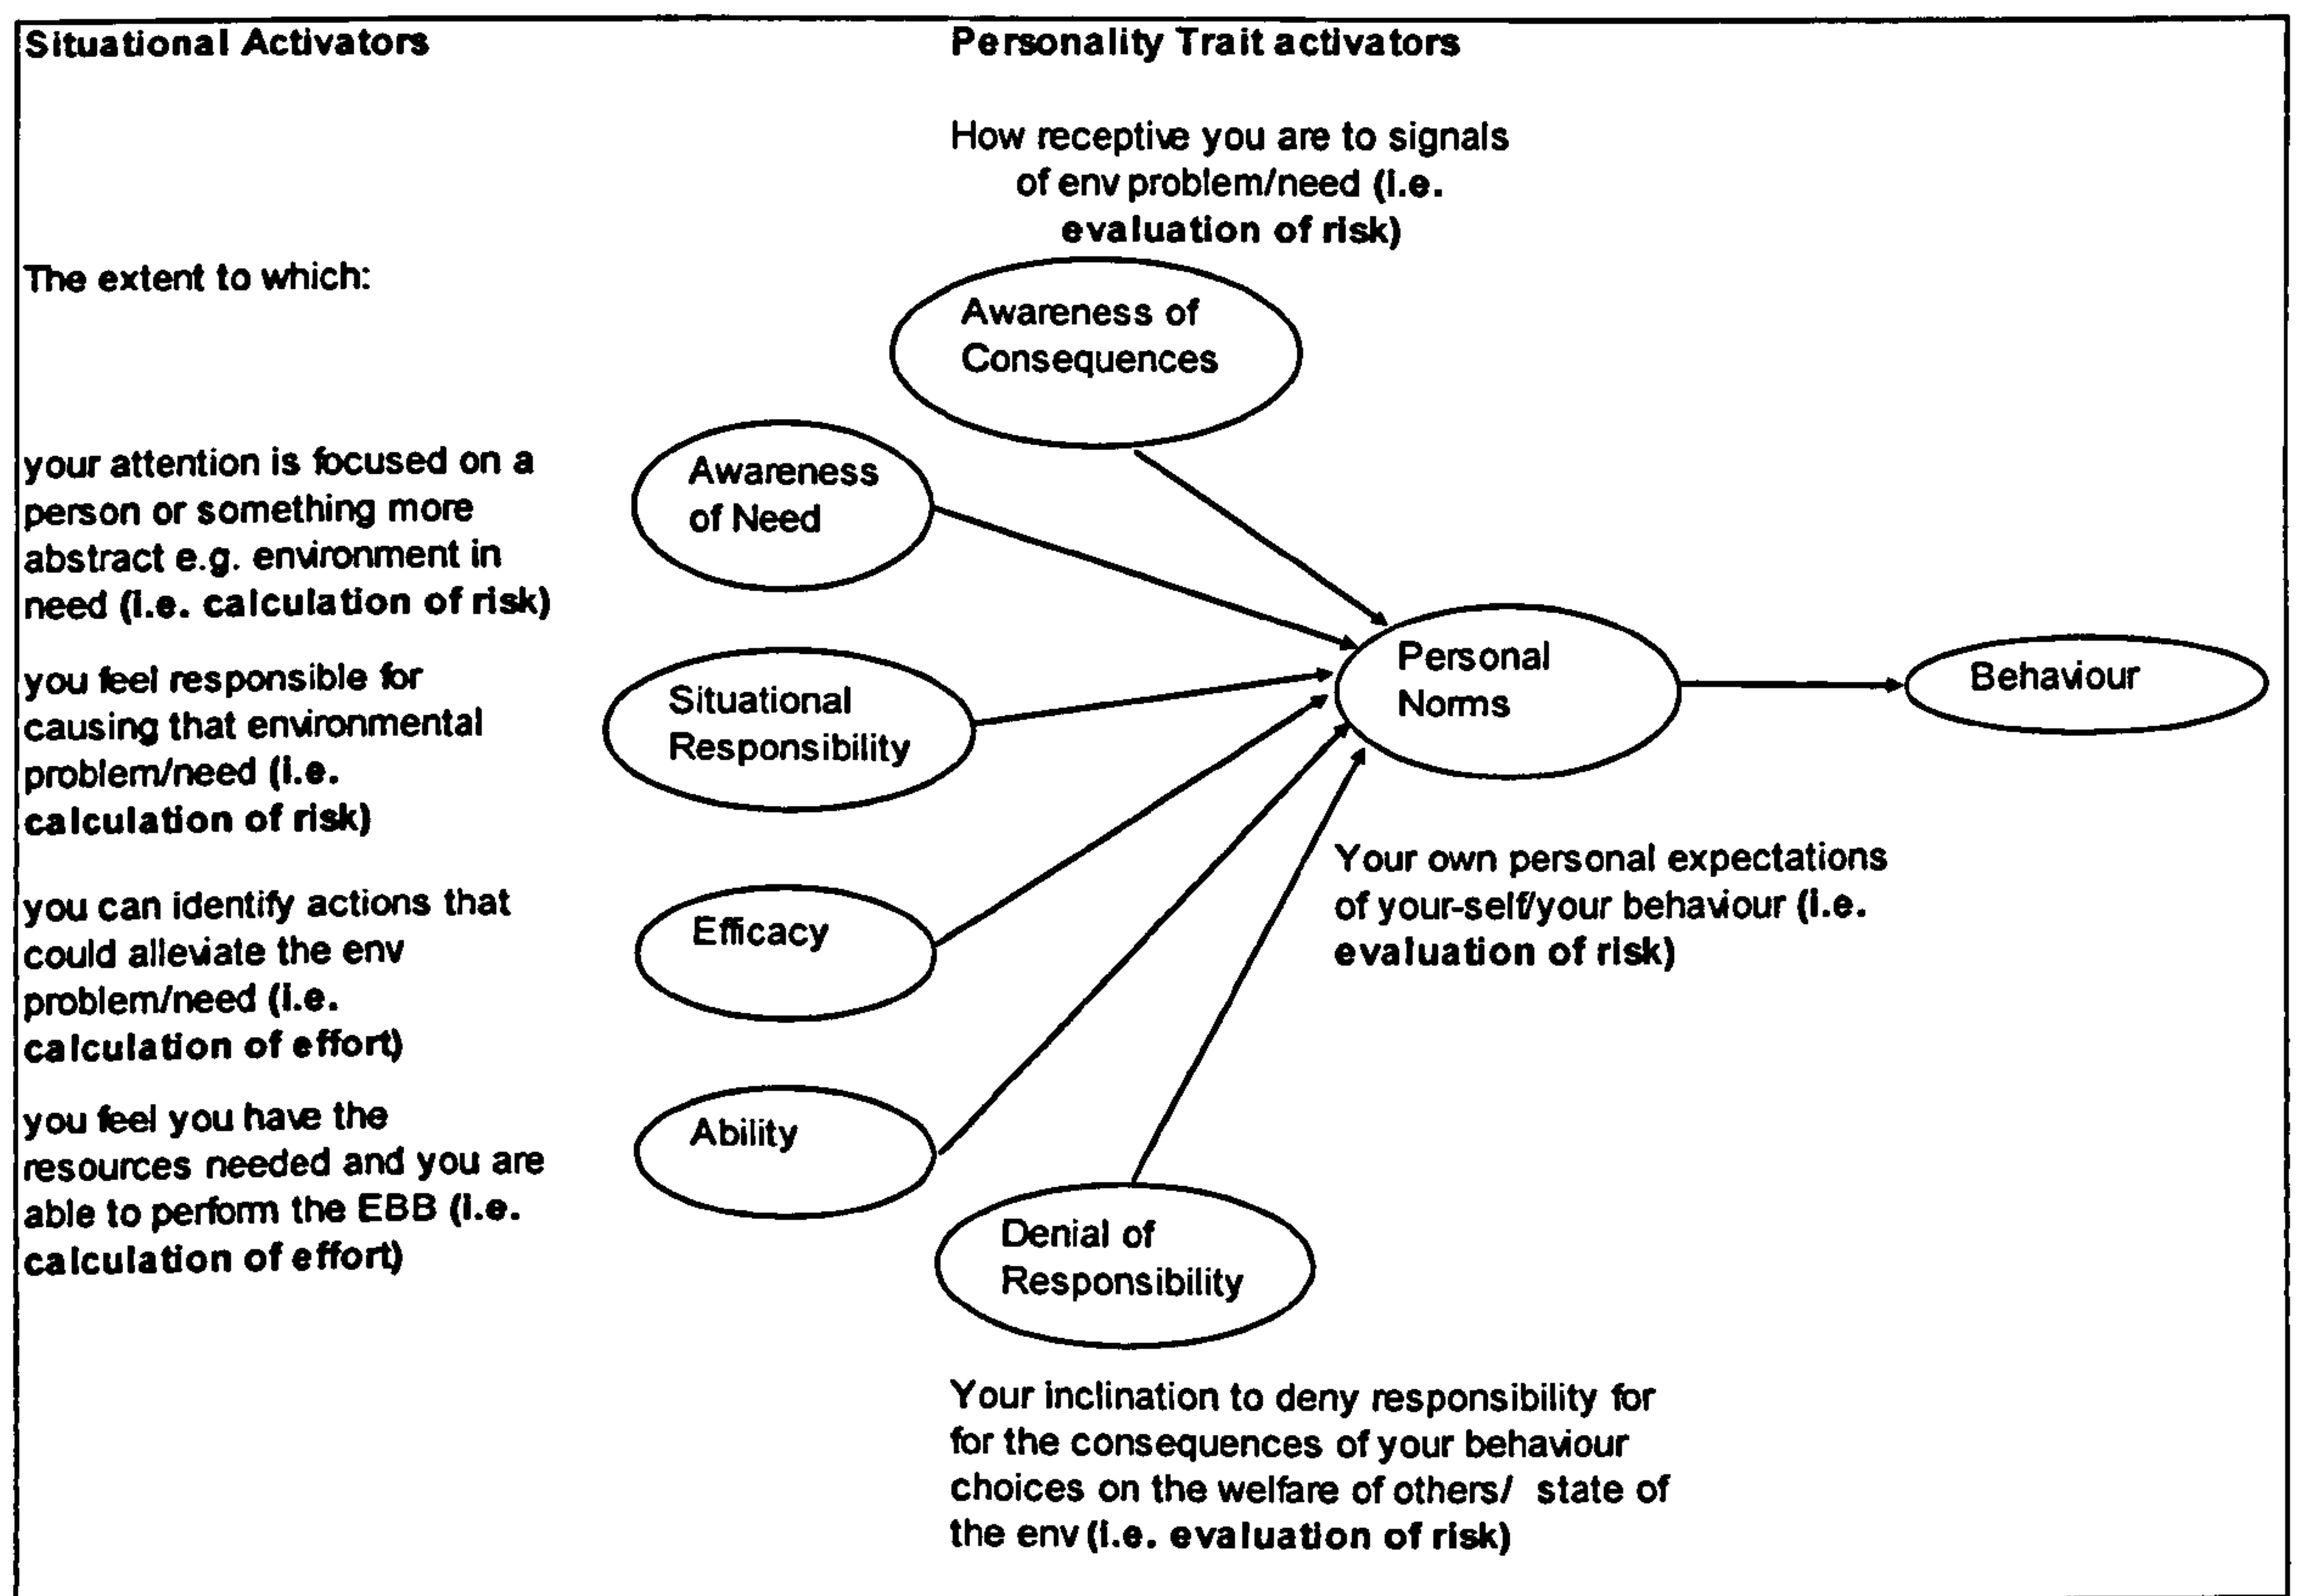 Situational Activators
Personality Trait activators
How receptive you are to signals
of env problem/need (i.e.
evaluation of risk)
The extent to which:
Awareness of
Consequences
your attention is focused on a
person or something more
abstract e.g. environment in
need (i.e. calculation of risk)
Awareness
of Need
you feel responsible for
causing that environmental
problem/need (i.e.
calculation of risk)
Situational
Responsibility
Personal
Norms
Behaviour
Your own personal expectations
of your-self/your behaviour (i.e.
evaluation of risk)
you can identify actions that
could alleviate the env
problem/need (i.e.
calculation of effort)
Efficacy
you feel you have the
resources needed and you are
able to perform the EBB (i.e.
calculation of effort)
Ability
Denial of
Responsibility
Your inclination to deny responsibility for
for the consequences of your behaviour
choices on the welfare of others/ state of
the env (i.e. evaluation of risk)